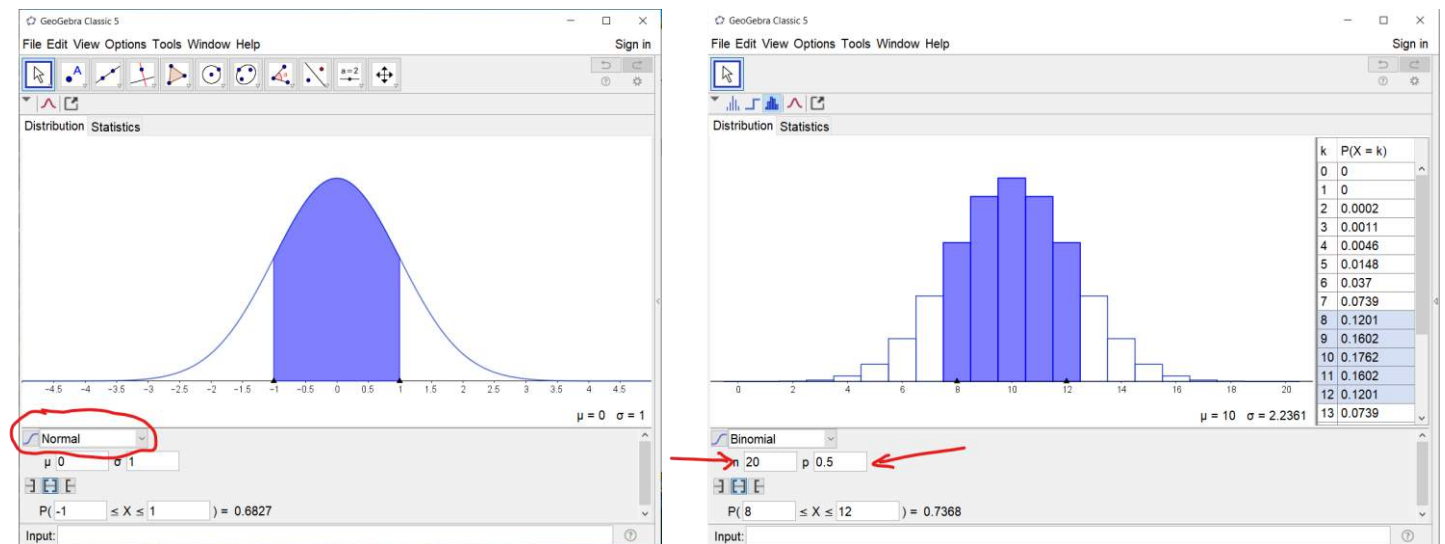 GeoGebra Classic 5
File Edit View Options Tools Window Help
Sign in
A
a=2
Distribution Statistics
-4.5 -4 -3.5 -3 -2.5 -2 -1.5 -1 -0.5 0 0.5 1 1.5 2 2.5 3 3.5 4 4.5
μ = 0 σ = 1
Normal
μ 0 σ 1
P( -1 ≤ X ≤ 1 ) = 0.6827
Input:
GeoGebra Classic 5
File Edit View Options Tools Window Help
Sign in
Distribution Statistics
k P(X = k)
0 0
1 0
2 0.0002
3 0.0011
4 0.0046
5 0.0148
6 0.037
7 0.0739
8 0.1201
9 0.1602
10 0.1762
11 0.1602
12 0.1201
13 0.0739
0 2 4 6 8 10 12 14 16 18 20
μ = 10 σ = 2.2361
Binomial
n 20 p 0.5
P( 8 ≤ X ≤ 12 ) = 0.7368
Input: